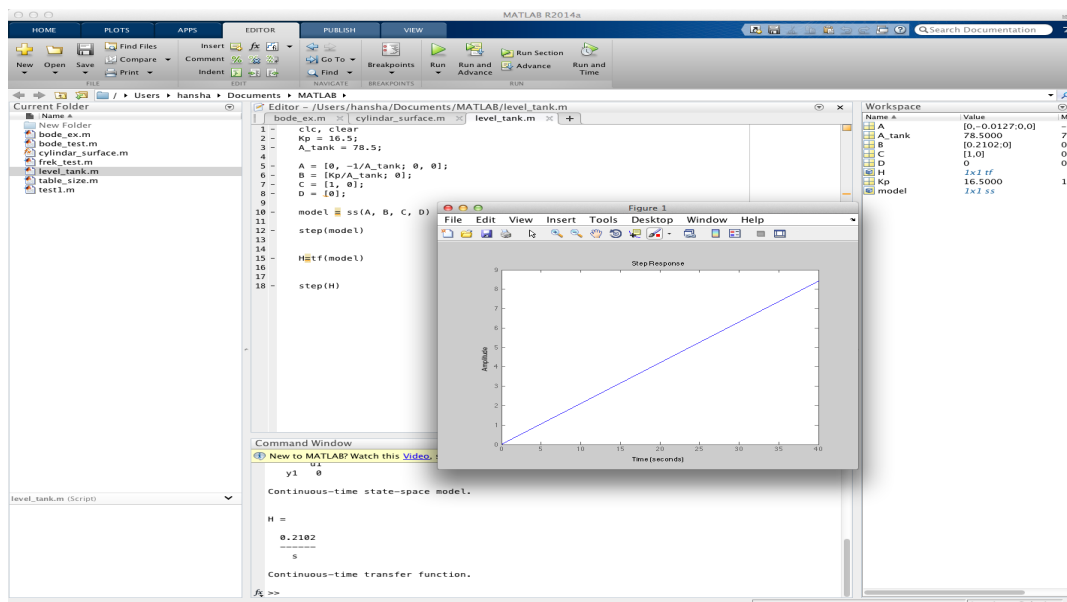 MATLAB R2014a
HOME PLOTS APPS EDITOR PUBLISH VIEW
Search Documentation
New Open Save Find Files Compare Print
Insert Comment Indent
Go To Find
Breakpoints
Run Run and Advance Run Section Advance Run and Time
FILE EDIT NAVIGATE BREAKPOINTS RUN
/ Users hansha Documents MATLAB
Current Folder
Name
New Folder
bode_ex.m
bode_test.m
cylindar_surface.m
frek_test.m
level_tank.m
table_size.m
test1.m
level_tank.m (Script)
Editor - /Users/hansha/Documents/MATLAB/level_tank.m
bode_ex.m cylindar_surface.m level_tank.m
1 - clc, clear
2 - Kp = 16.5;
3 - A_tank = 78.5;
4
5 - A = [0, -1/A_tank; 0, 0];
6 - B = [Kp/A_tank; 0];
7 - C = [1, 0];
8 - D = [0];
9
10 - model = ss(A, B, C, D)
11
12 - step(model)
13
14
15 - H=tf(model)
16
17
18 - step(H)
Figure 1
File Edit View Insert Tools Desktop Window Help
Step Response
Amplitude
9
8
7
6
5
4
3
2
1
0
0 5 10 15 20 25 30 35 40
Time (seconds)
Command Window
New to MATLAB? Watch this Video,
u1
y1 0
Continuous-time state-space model.
H =
0.2102
------
s
Continuous-time transfer function.
fx >>
Workspace
Name Value M
A [0,-0.0127;0,0] -
A_tank 78.5000 7
B [0.2102;0] 0
C [1,0] 0
D 0 0
H 1x1 tf
Kp 16.5000 1
model 1x1 ss